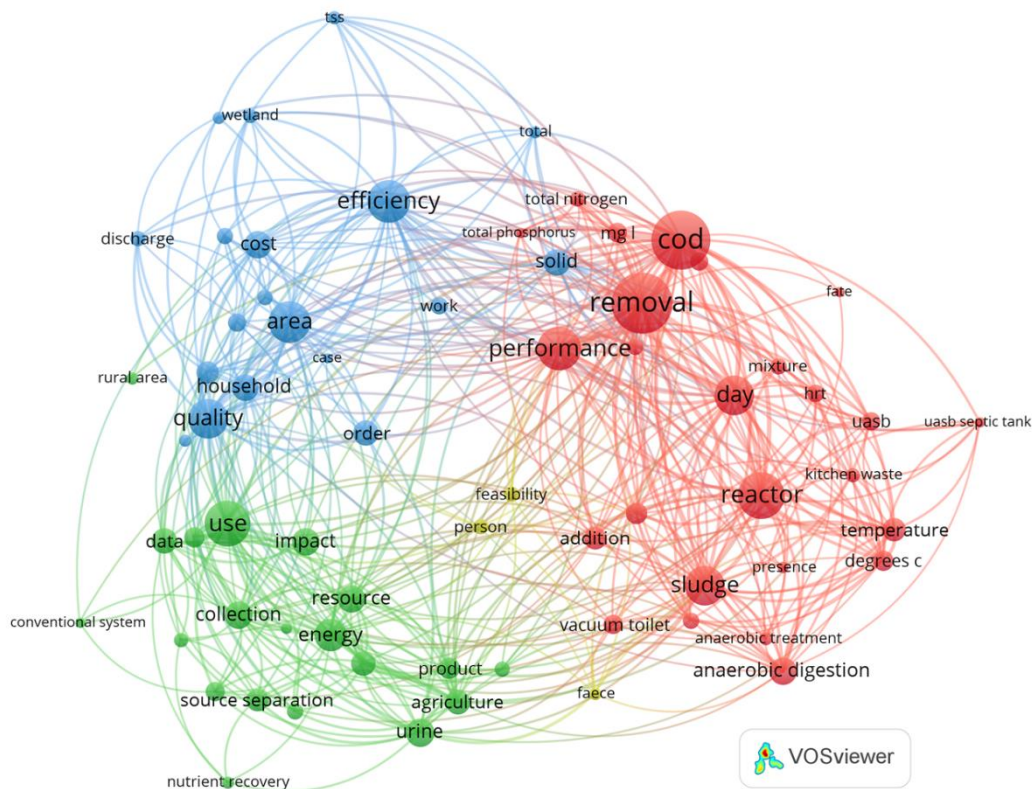 tss
wetland
total
efficiency
total nitrogen
total phosphorus
mg l
cod
discharge
cost
solid
fate
removal
work
area
performance
case
rural area
household
mixture
day
hrt
quality
order
uasb
uasb septic tank
kitchen waste
feasibility
reactor
use
person
data
impact
addition
temperature
degrees c
presence
sludge
resource
collection
conventional system
energy
vacuum toilet
anaerobic treatment
product
anaerobic digestion
source separation
agriculture
faece
urine
nutrient recovery
VOSviewer